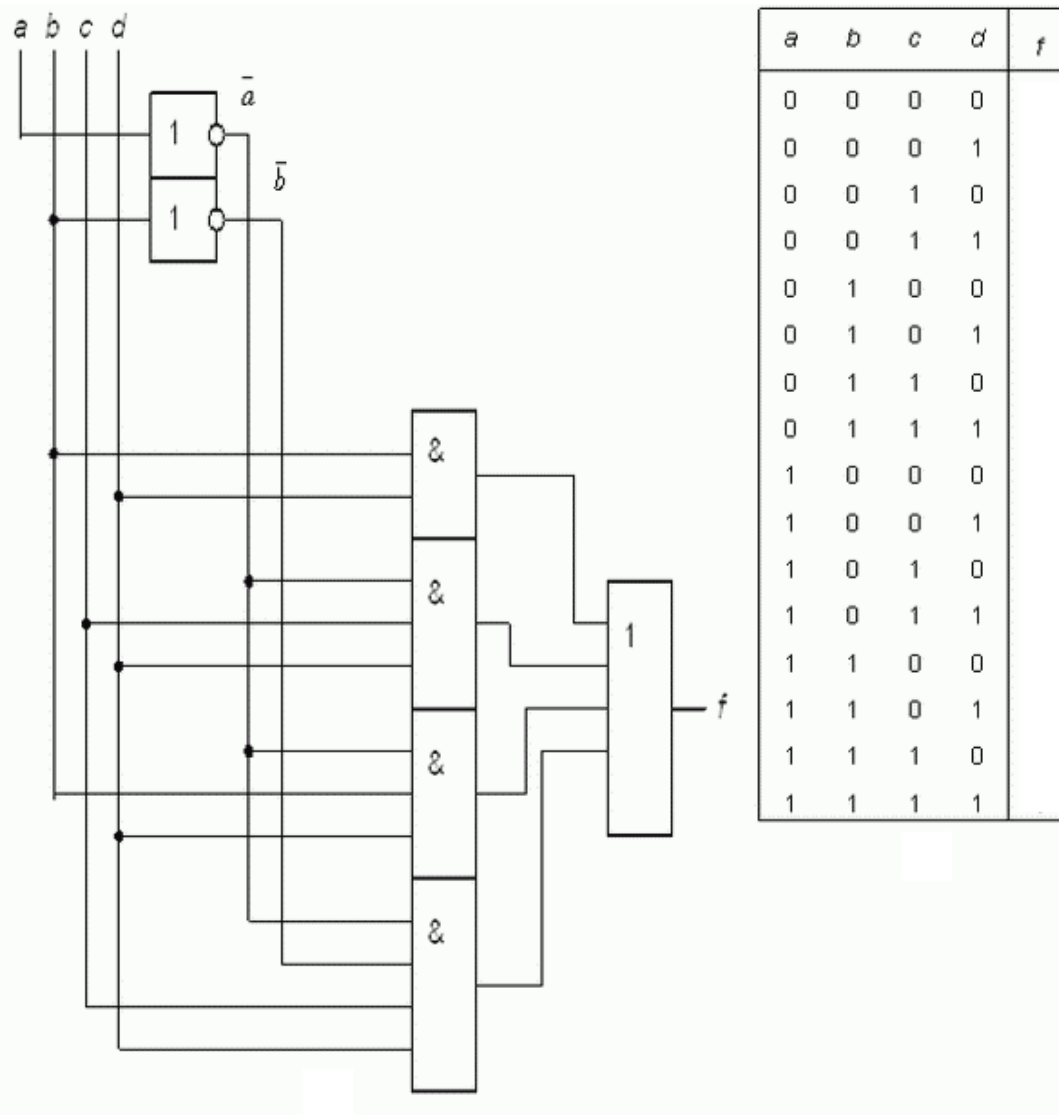 a b c d
ā
1
b̄
1
&
&
1
f
&
&
a b c d f
0 0 0 0
0 0 0 1
0 0 1 0
0 0 1 1
0 1 0 0
0 1 0 1
0 1 1 0
0 1 1 1
1 0 0 0
1 0 0 1
1 0 1 0
1 0 1 1
1 1 0 0
1 1 0 1
1 1 1 0
1 1 1 1